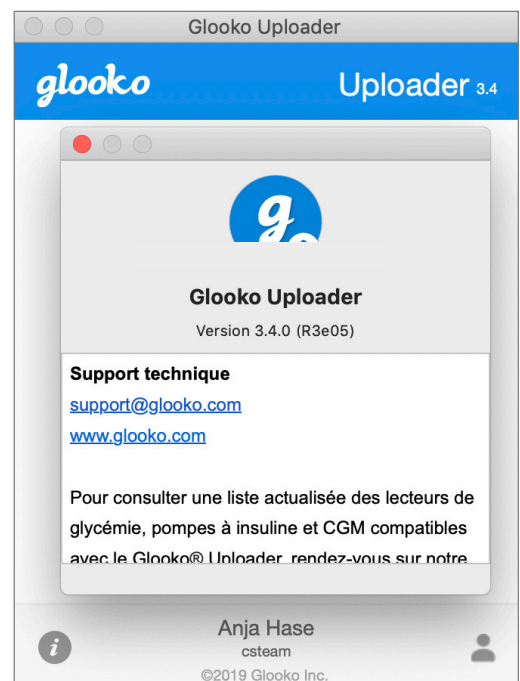 Glooko Uploader
glooko
Uploader 3.4
Glooko Uploader
Version 3.4.0 (R3e05)
Support technique
support@glooko.com
www.glooko.com
Pour consulter une liste actualisée des lecteurs de
glycémie, pompes à insuline et CGM compatibles
avec le Glooko® Uploader, rendez-vous sur notre
Anja Hase
csteam
©2019 Glooko Inc.